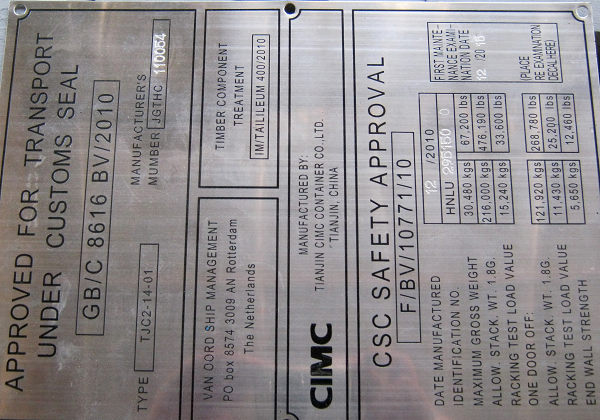 APPROVED FOR TRANSPORT
UNDER CUSTOMS SEAL
GB/C 8616 BV/2010
TYPE TJC2-14-01
MANUFACTURER'S
MUMBER JGTHC 110054
VAN OORD SHIP MANAGEMENT
PO box 8574 3009 AN Rotterdam
The Netherlands
TIMBER COMPONENT
TREATMENT
IM/TAILILEUM 400/2010
CIMC
MANUFACTURED BY:
TIANJIN CIMC CONTAINER CO.,LTD.
TIANJIN, CHINA
CSC SAFETY APPROVAL
F/BV/10771/10
DATE MANUFACTURED 12 /2010
IDENTIFICATION NO. HNLU 0
MAXIMUM GROSS WEIGHT 30,480 kgs 67,200 lbs
ALLOW. STACK. WT. 1.8G. 216,000 kgs 476,190 lbs
RACKING TEST LOAD VALUE 15,240 kgs 33,600 lbs
ONE DOOR OFF:
ALLOW. STACK. WT. 1.8G. 121,920 kgs 268,780 lbs
RACKING TEST LOAD VALUE 11,430 kgs 25,200 lbs
END WALL STRENGTH 5,650 kgs 12,460 lbs
FIRST MAINTE-
NANCE EXAMI-
NATION DATE
12 /2015
(PLACE
RE EXAMINATION
DECAL HERE)